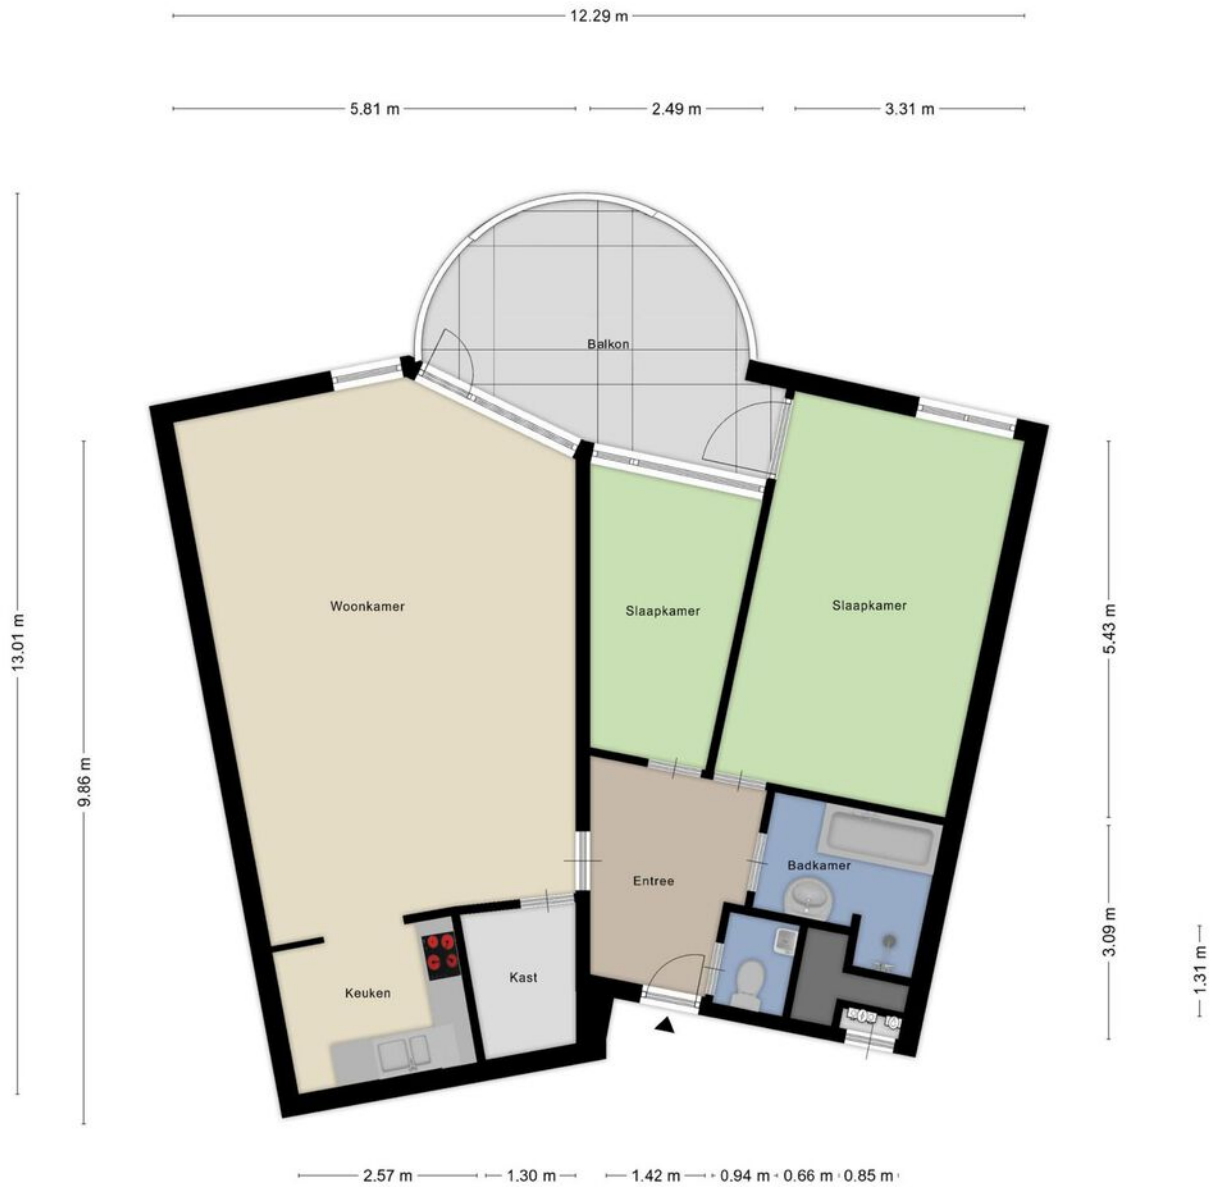 12.29 m
5.81 m
2.49 m
3.31 m
Balkon
Woonkamer
Slaapkamer
Slaapkamer
13.01 m
5.43 m
9.86 m
Badkamer
Entree
3.09 m
Kast
1.31 m
Keuken
2.57 m
1.30 m
1.42 m
0.94 m
0.66 m
0.85 m